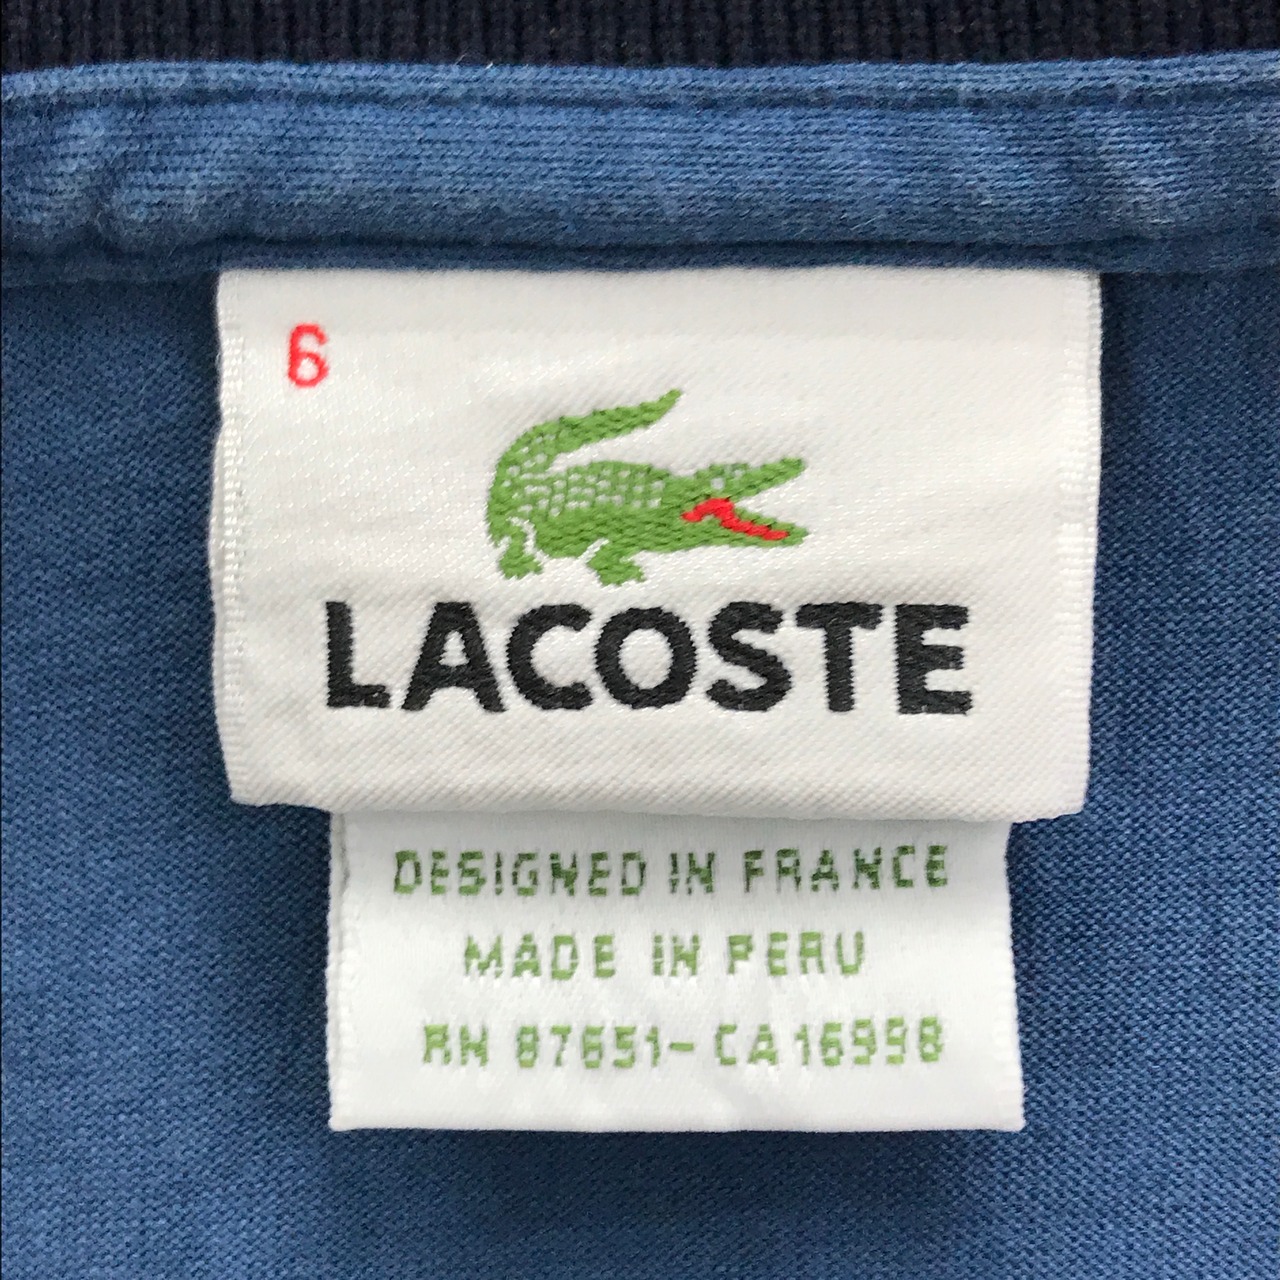 6
LACOSTE
DESIGNED IN FRANCE
MADE IN PERU
RN 87651-CA16998